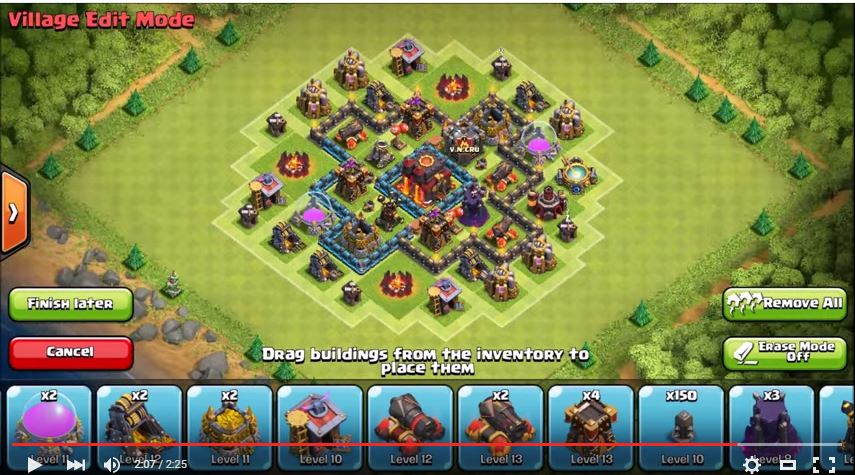 Village Edit Mode
V.N.CRU
Finish later
Remove All
Cancel
Erase Mode
Off
Drag buildings from the inventory to
place them
x2
x2
x2
x2
x4
x150
x3
Level 11
Level 12
Level 11
Level 10
Level 12
Level 13
Level 13
Level 10
2:07 / 2:25